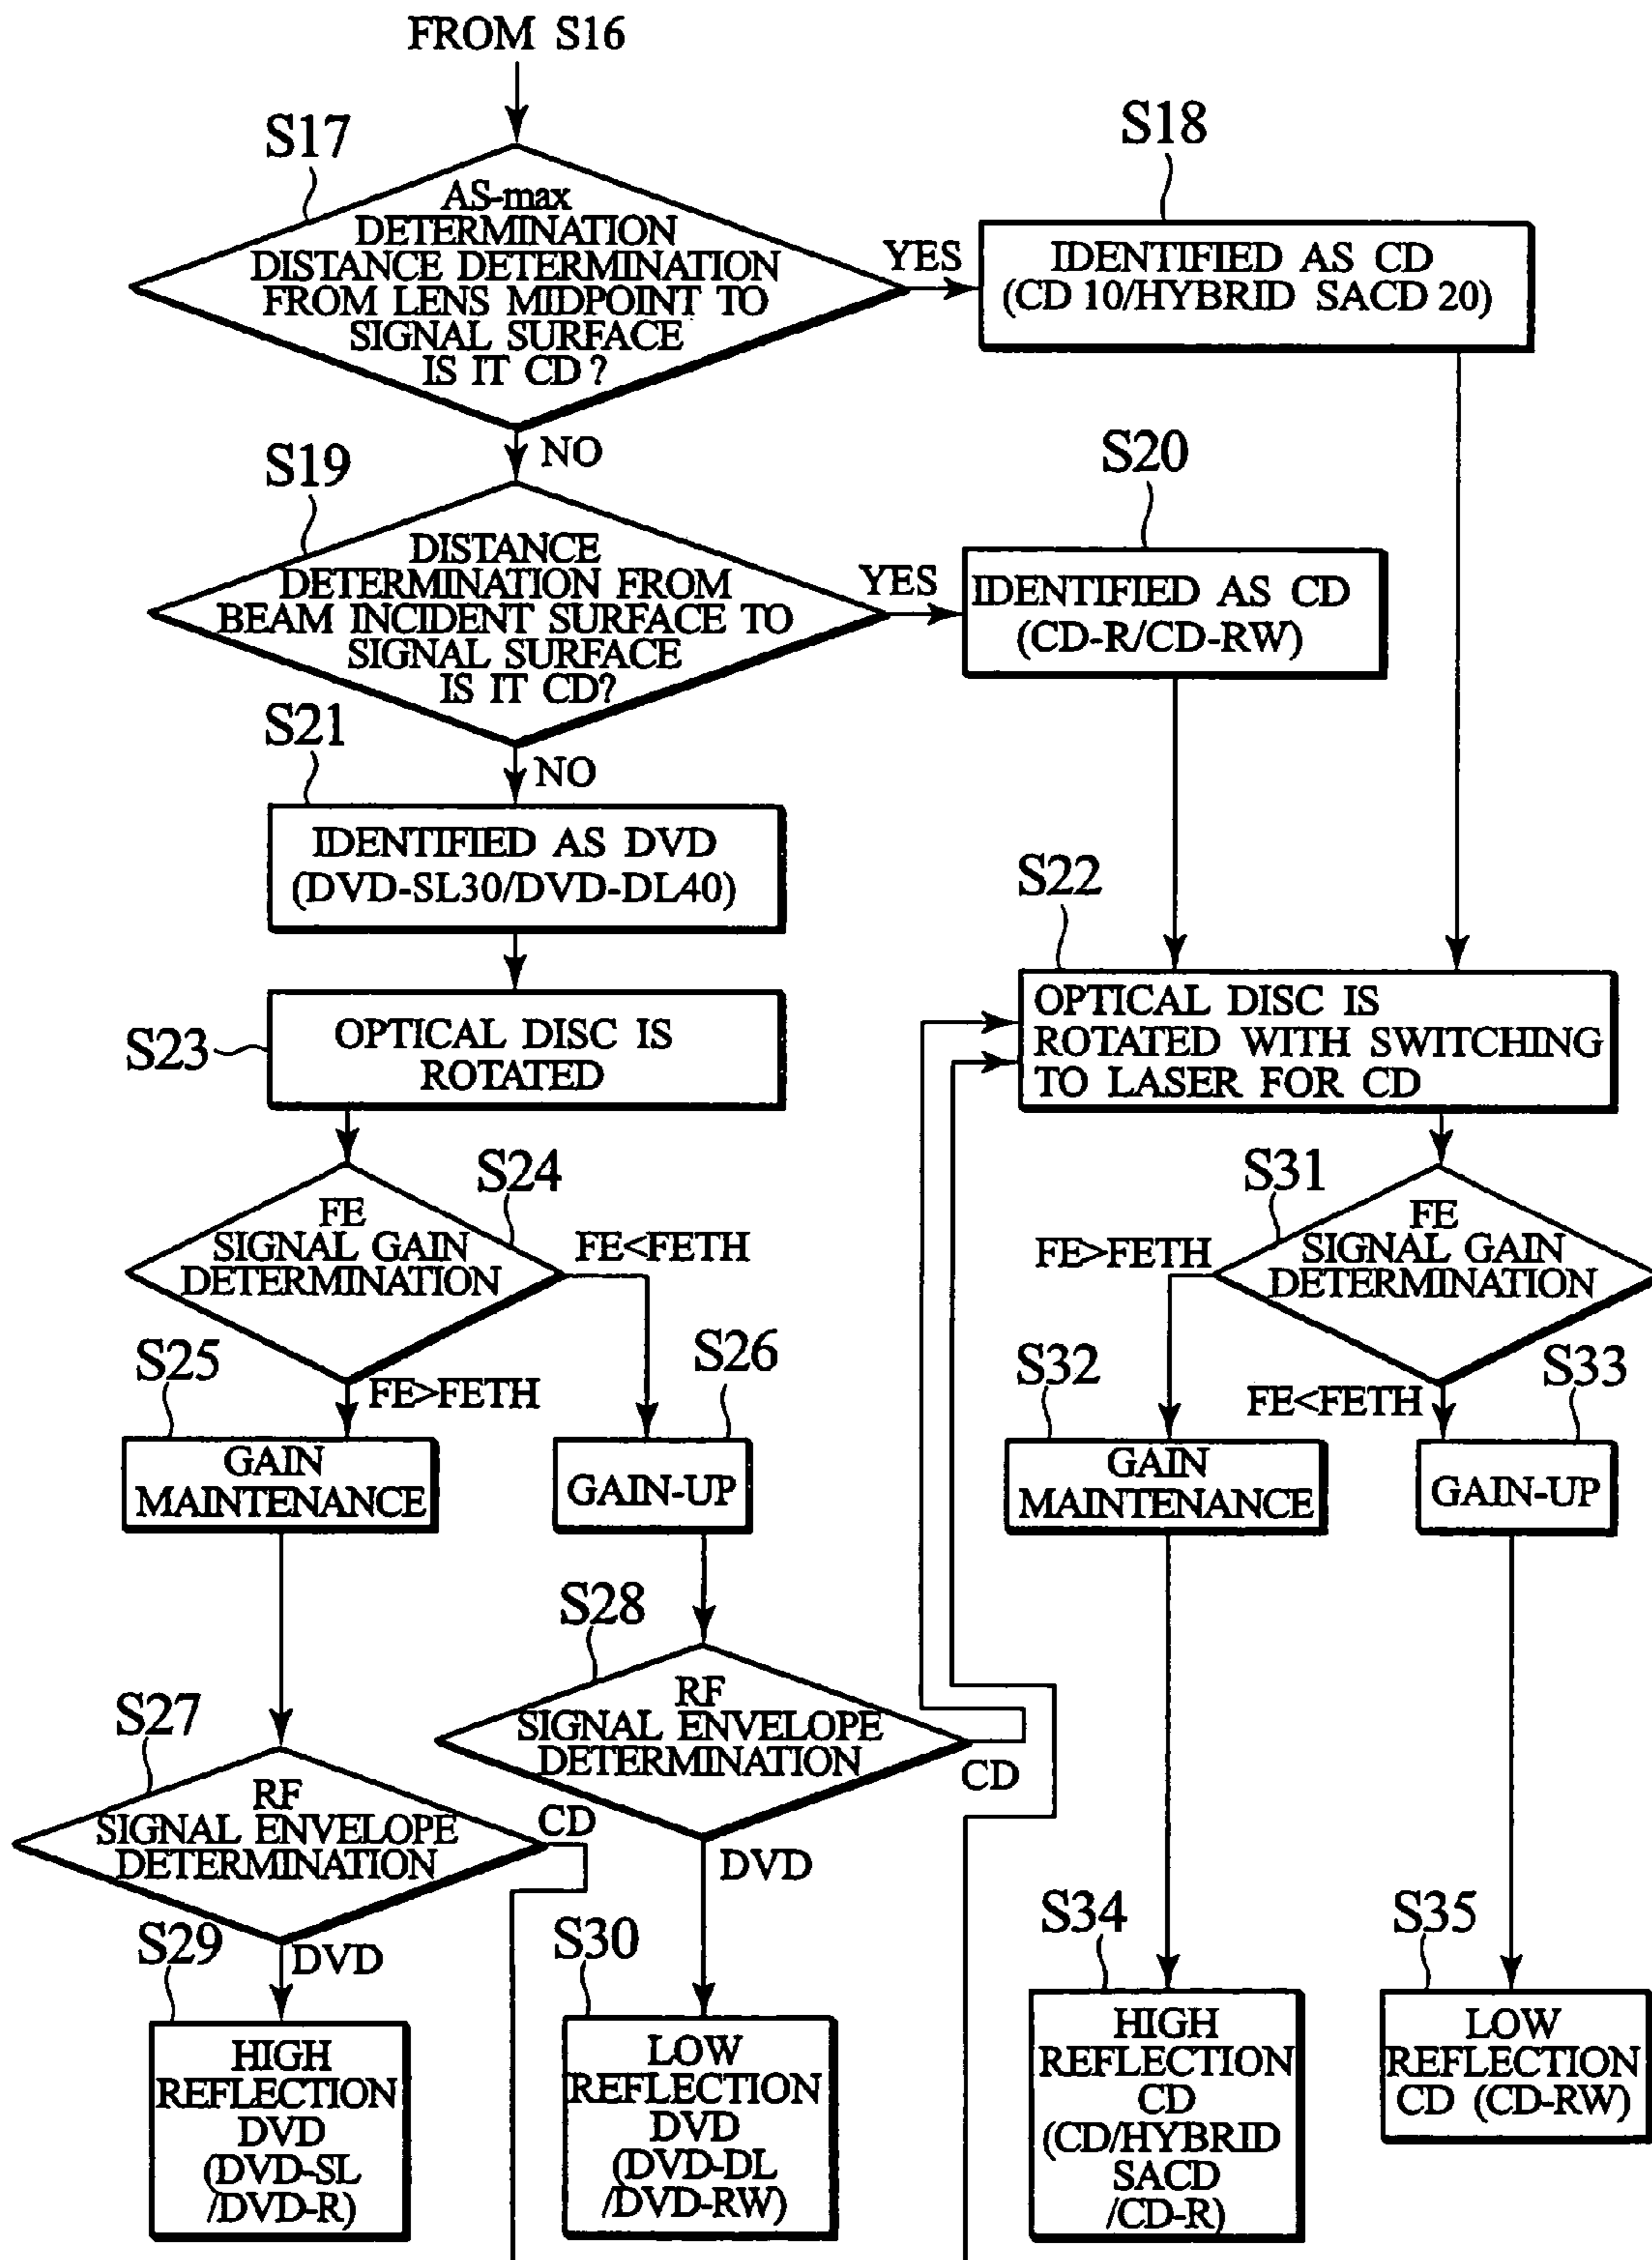 FROM S16
S17
AS-max
DETERMINATION
DISTANCE DETERMINATION
FROM LENS MIDPOINT TO
SIGNAL SURFACE
IS IT CD?
YES
S18
IDENTIFIED AS CD
(CD 10/HYBRID SACD 20)
NO
S19
DISTANCE
DETERMINATION FROM
BEAM INCIDENT SURFACE TO
SIGNAL SURFACE
IS IT CD?
YES
S20
IDENTIFIED AS CD
(CD-R/CD-RW)
NO
S21
IDENTIFIED AS DVD
(DVD-SL30/DVD-DL40)
S22
OPTICAL DISC IS
ROTATED WITH SWITCHING
TO LASER FOR CD
S23
OPTICAL DISC IS
ROTATED
S24
FE
SIGNAL GAIN
DETERMINATION
FE<FETH
FE>FETH
S31
FE
SIGNAL GAIN
DETERMINATION
FE>FETH
FE<FETH
S25
GAIN
MAINTENANCE
S26
GAIN-UP
S32
GAIN
MAINTENANCE
S33
GAIN-UP
S28
RF
SIGNAL ENVELOPE
DETERMINATION
CD
DVD
S27
RF
SIGNAL ENVELOPE
DETERMINATION
CD
DVD
S29
HIGH
REFLECTION
DVD
(DVD-SL
/DVD-R)
S30
LOW
REFLECTION
DVD
(DVD-DL
/DVD-RW)
S34
HIGH
REFLECTION
CD
(CD/HYBRID
SACD
/CD-R)
S35
LOW
REFLECTION
CD (CD-RW)